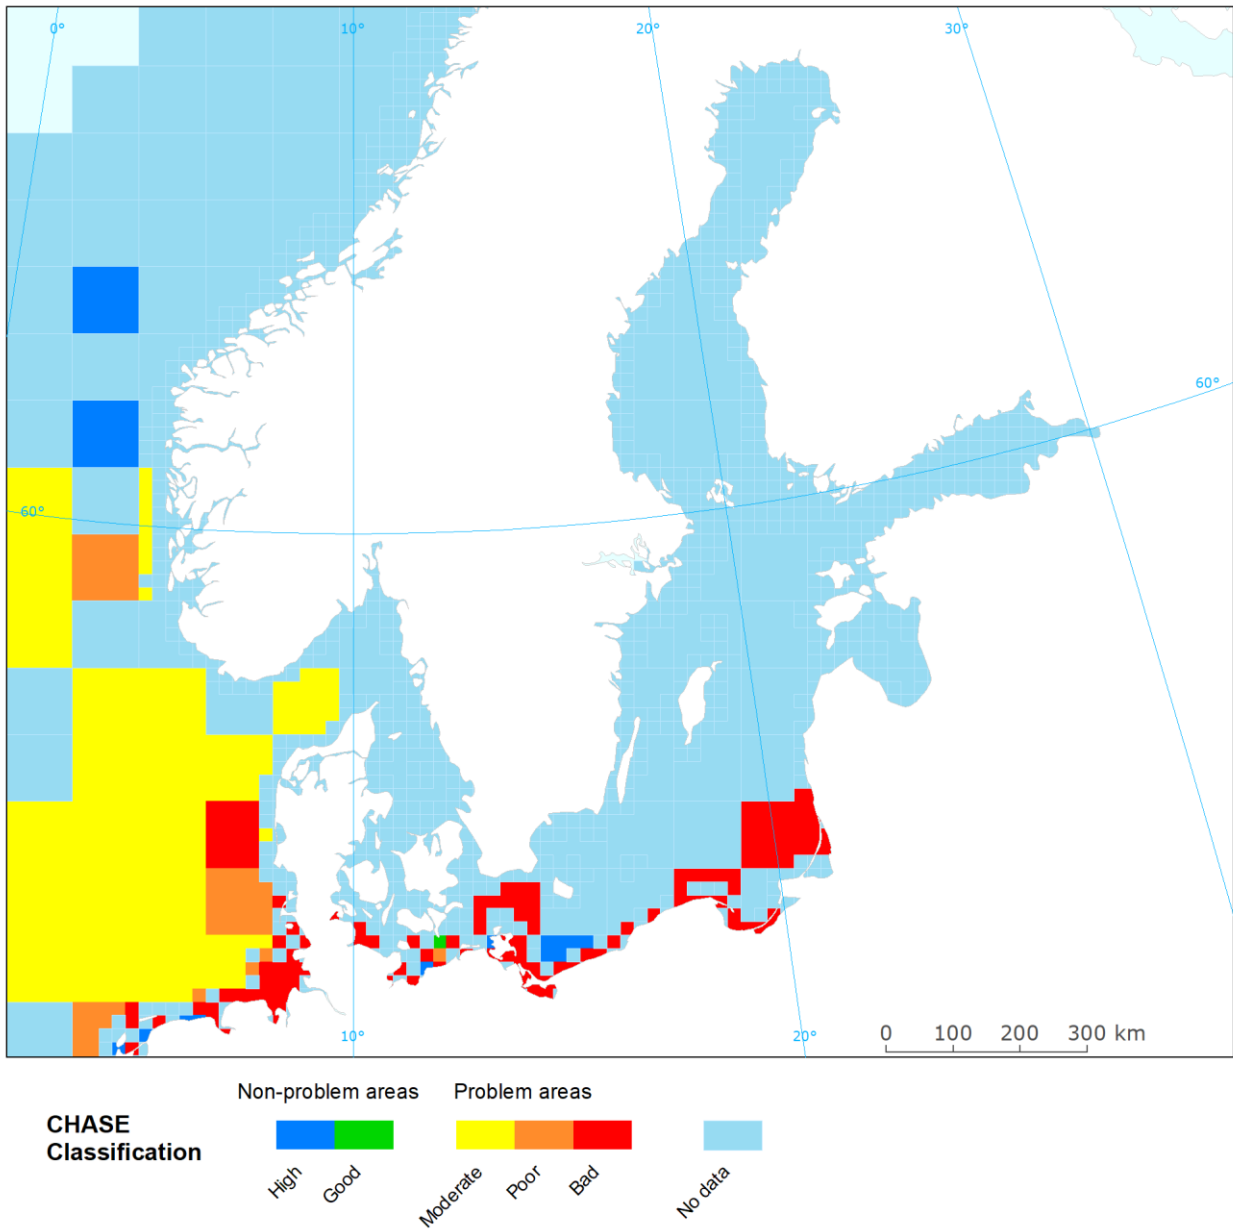 0° 10° 20° 30°
60°
60°
10° 20°
0 100 200 300 km
Non-problem areas Problem areas
CHASE
Classification
High Good Moderate Poor Bad No data